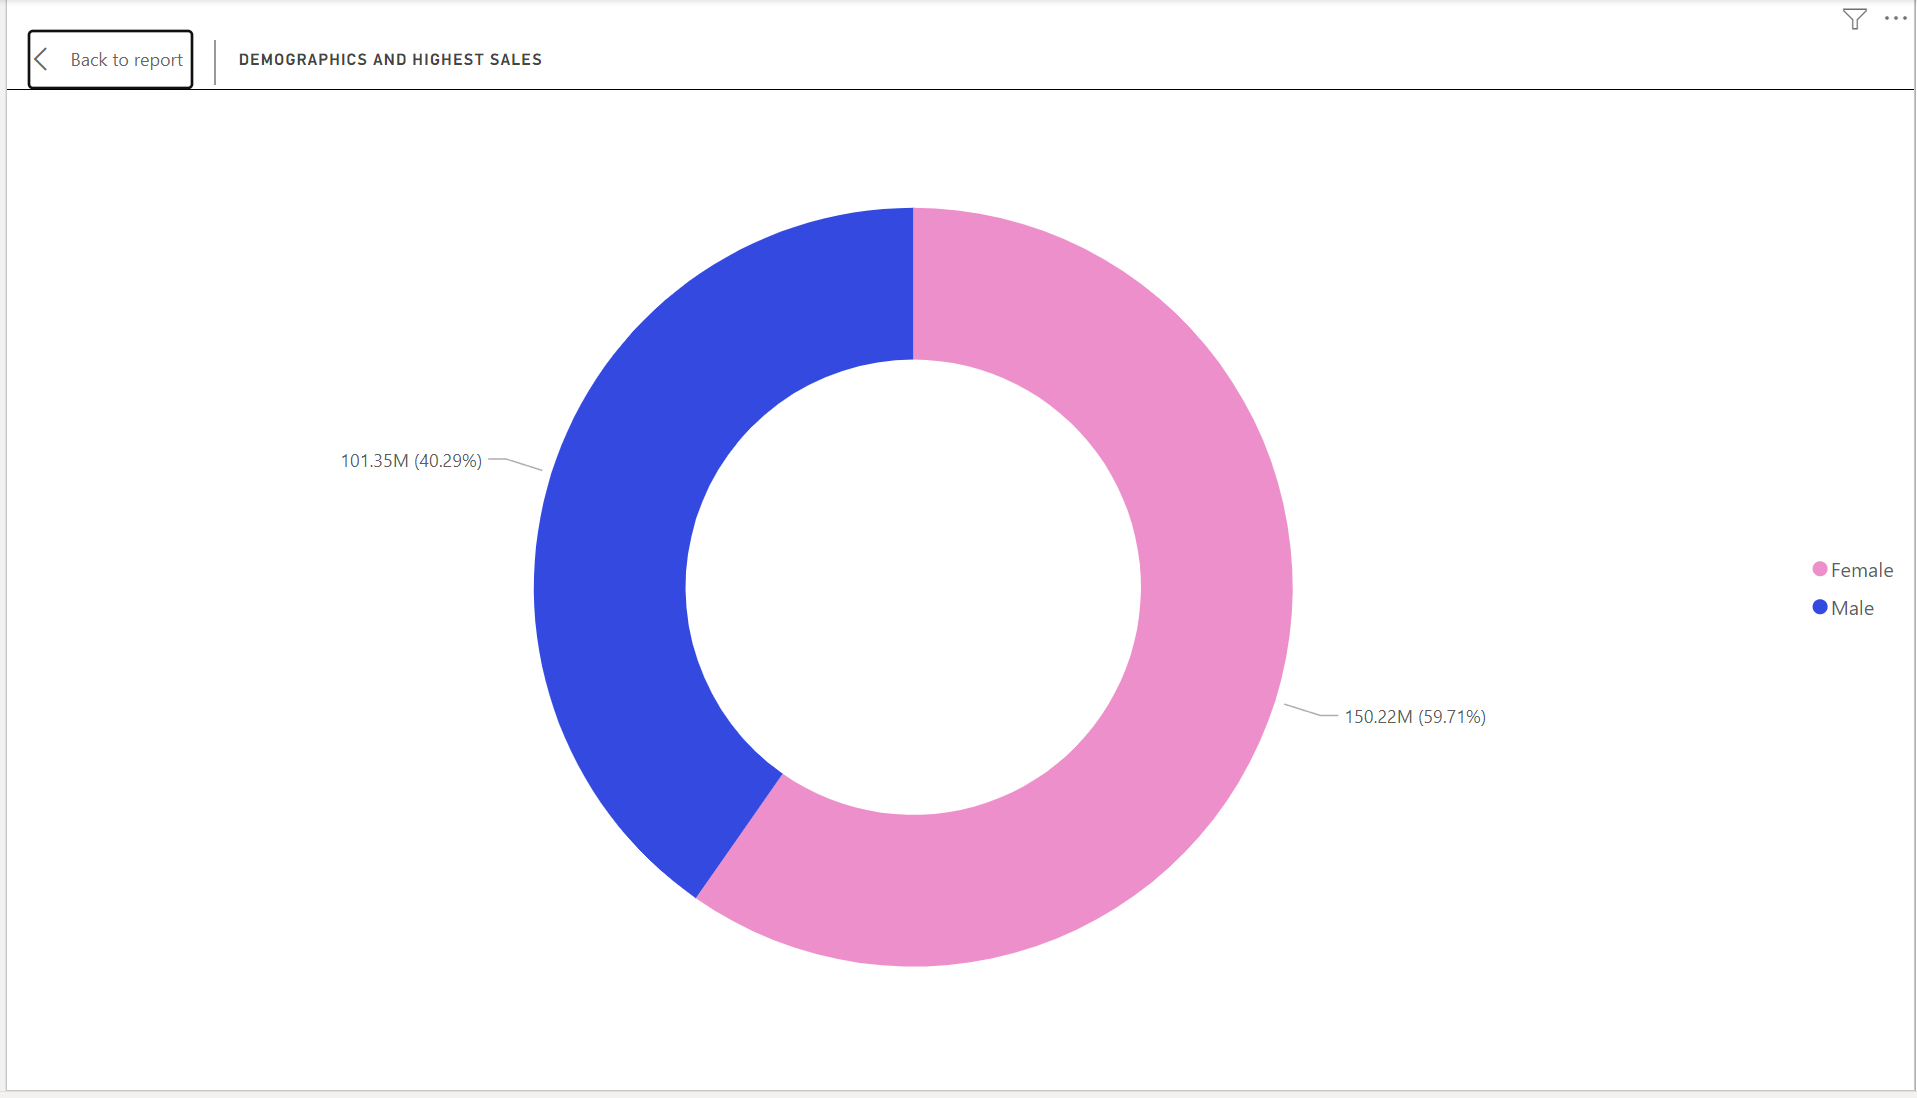 Back to report
DEMOGRAPHICS AND HIGHEST SALES
101.35M (40.29%)
150.22M (59.71%)
Female
Male